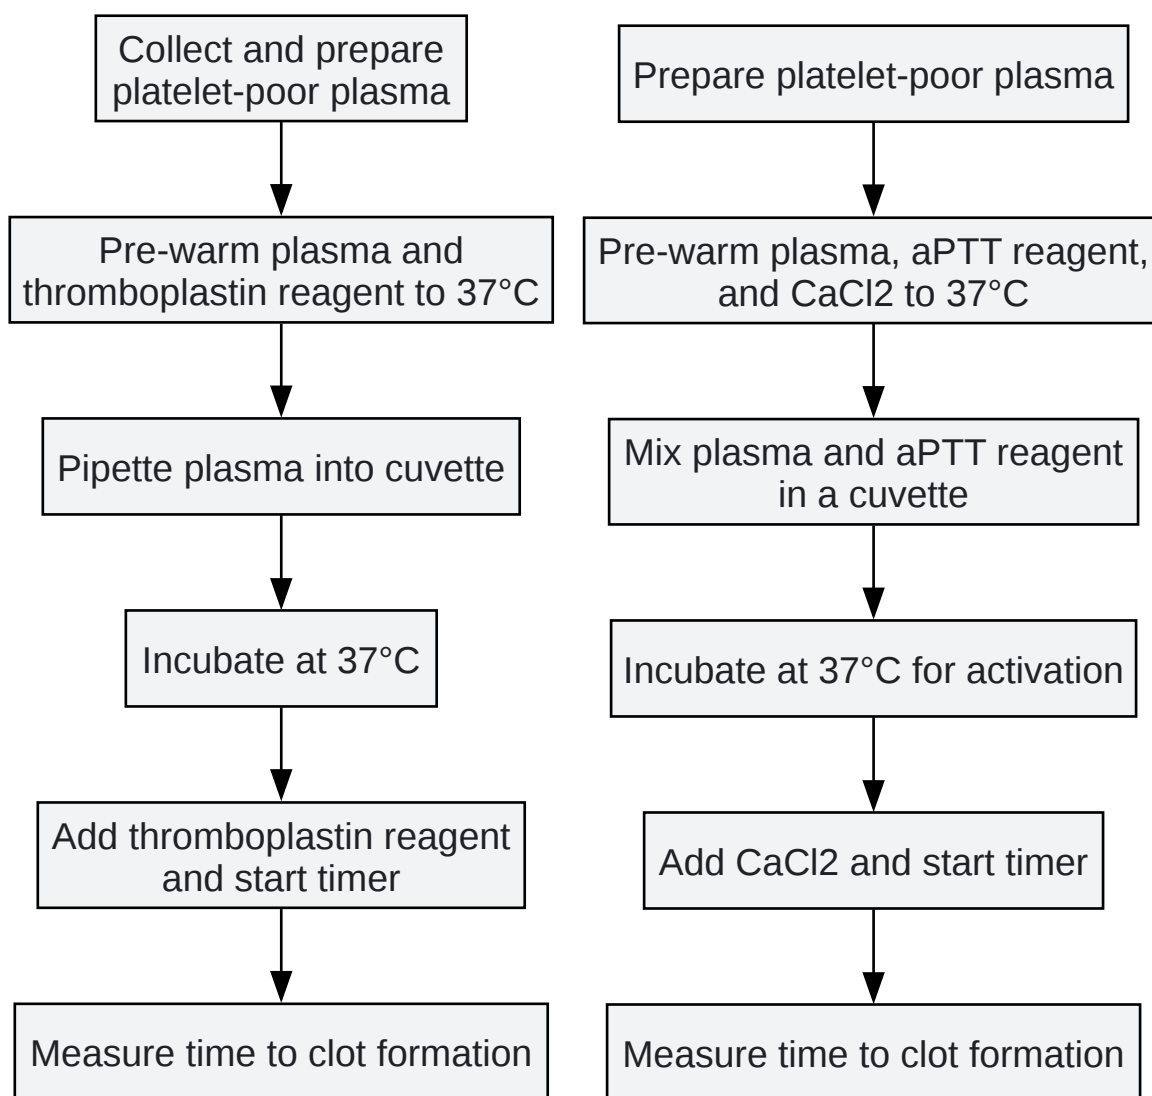 Collect and prepare
platelet-poor plasma
Pre-warm plasma and
thromboplastin reagent to 37°C
Pipette plasma into cuvette
Incubate at 37°C
Add thromboplastin reagent
and start timer
Measure time to clot formation
Prepare platelet-poor plasma
Pre-warm plasma, aPTT reagent,
and CaCl2 to 37°C
Mix plasma and aPTT reagent
in a cuvette
Incubate at 37°C for activation
Add CaCl2 and start timer
Measure time to clot formation